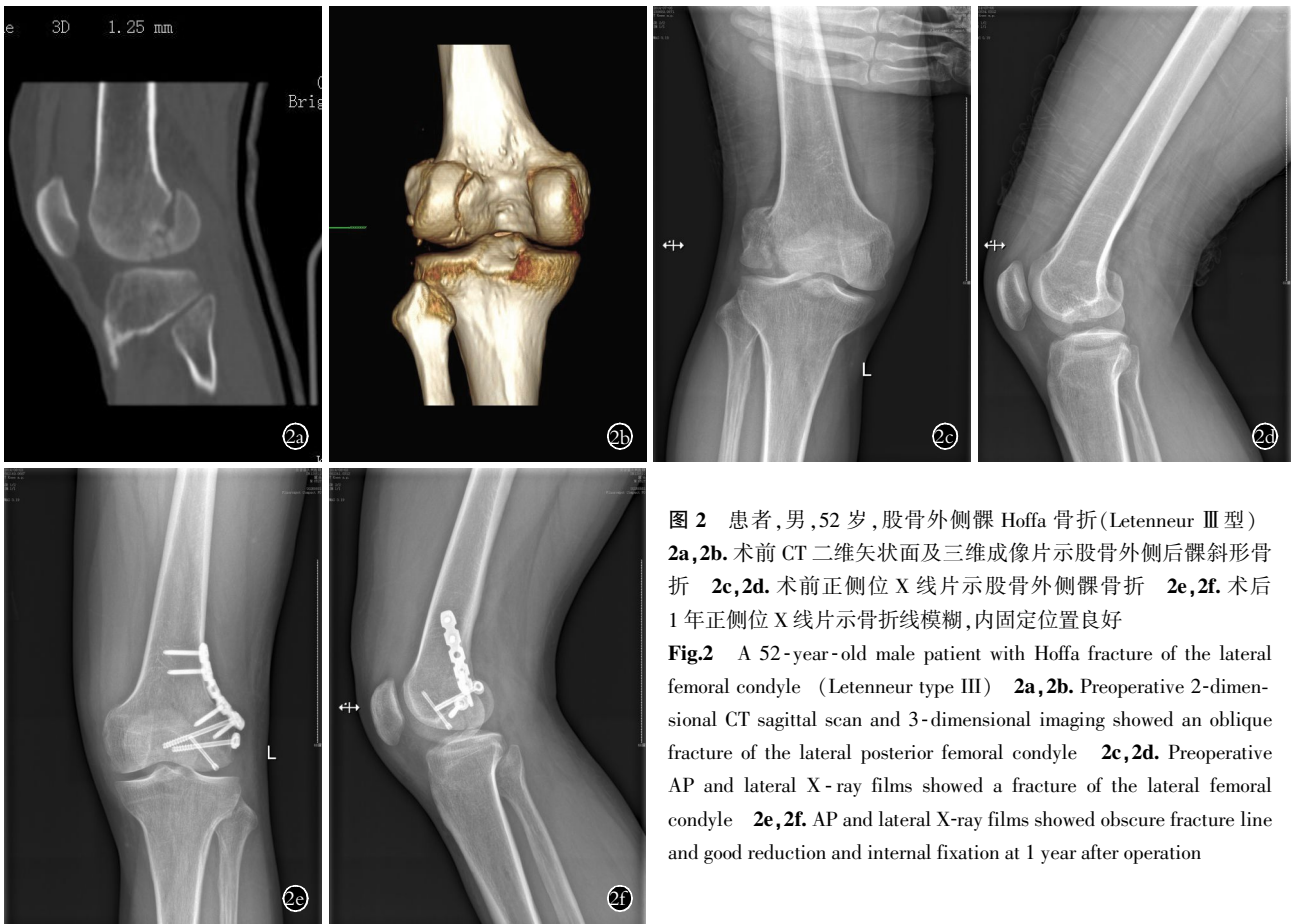 e 3D 1.25 mm
Brig
2a
2b
L
2c
2d
L
2e
2f
图 2 患者,男,52 岁,股骨外侧髁 Hoffa 骨折(Letenneur Ⅲ型)
2a,2b. 术前 CT 二维矢状面及三维成像片示股骨外侧后髁斜形骨
折 2c,2d. 术前正侧位 X 线片示股骨外侧髁骨折 2e,2f. 术后
1 年正侧位 X 线片示骨折线模糊,内固定位置良好
Fig.2 A 52-year-old male patient with Hoffa fracture of the lateral
femoral condyle (Letenneur type III) 2a,2b. Preoperative 2-dimen-
sional CT sagittal scan and 3-dimensional imaging showed an oblique
fracture of the lateral posterior femoral condyle 2c,2d. Preoperative
AP and lateral X-ray films showed a fracture of the lateral femoral
condyle 2e,2f. AP and lateral X-ray films showed obscure fracture line
and good reduction and internal fixation at 1 year after operation